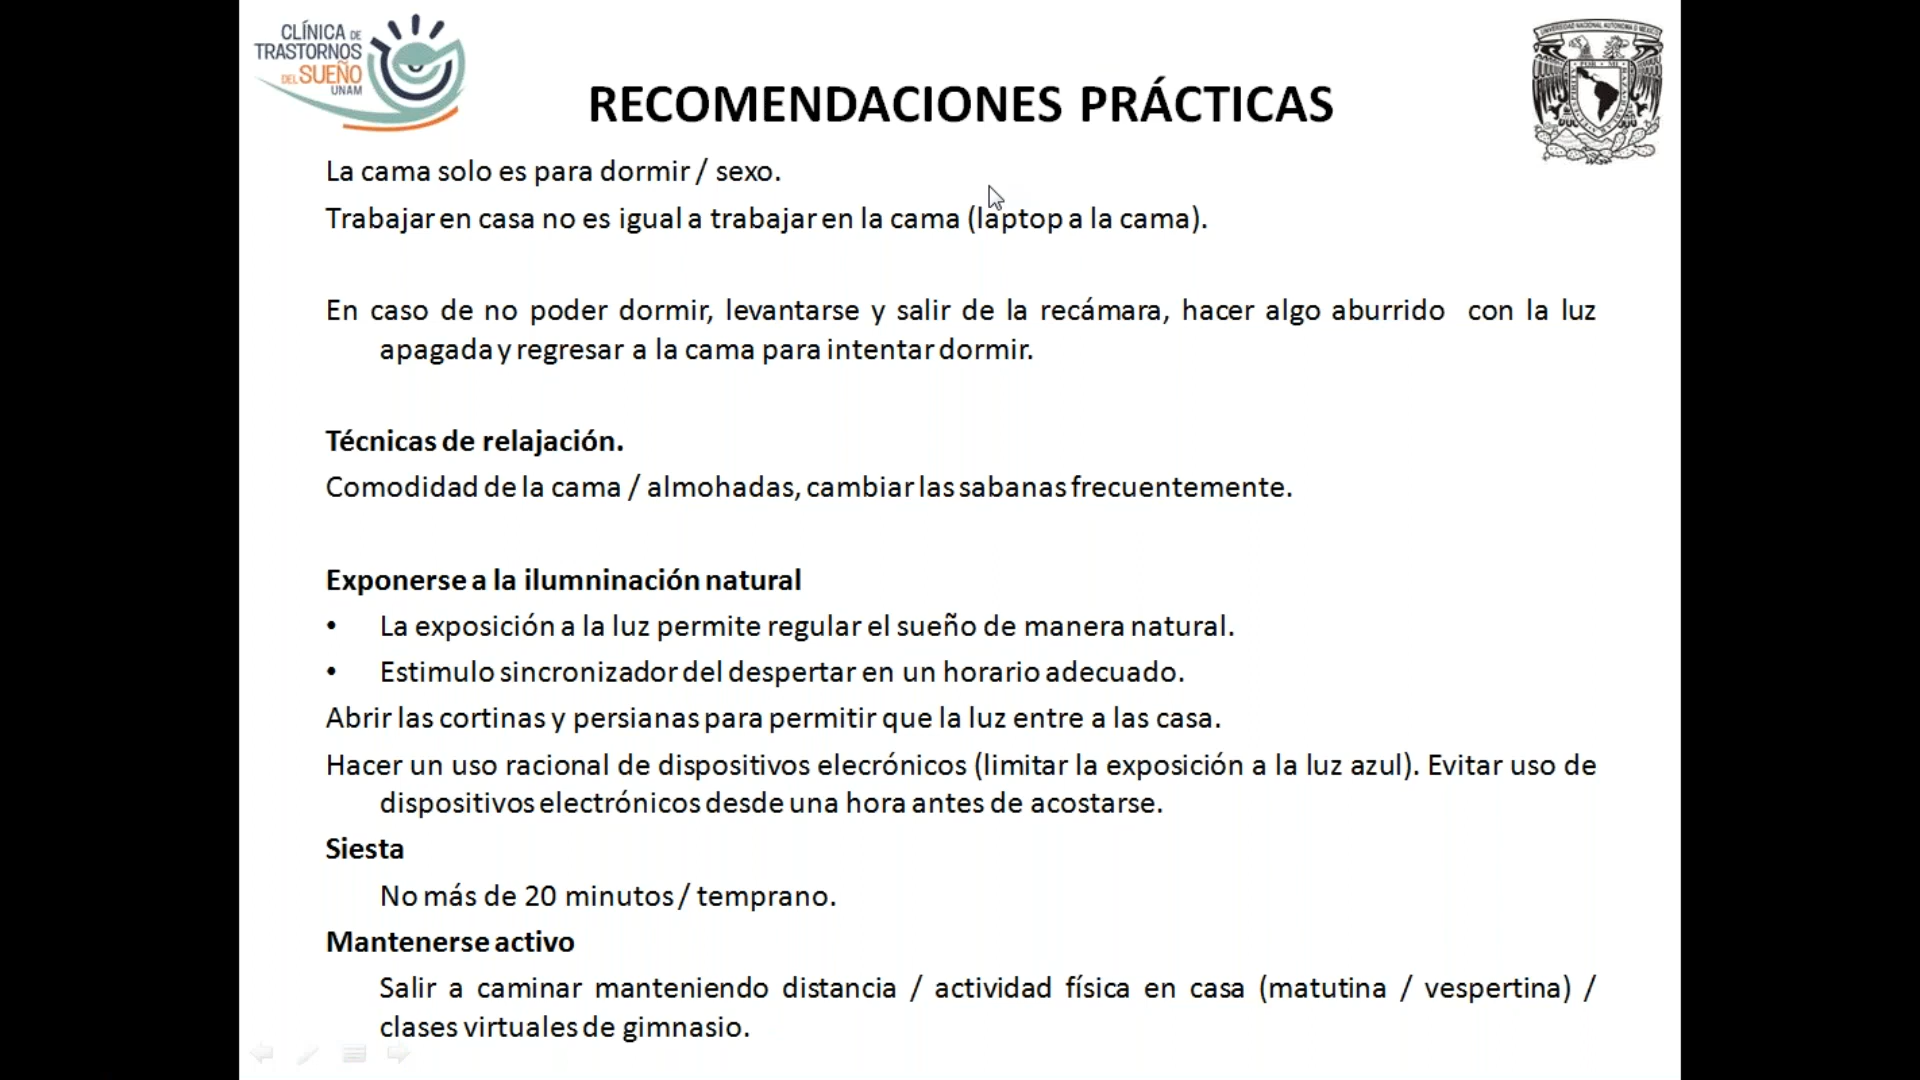 CLÍNICA DE
TRASTORNOS
DEL SUEÑO
UNAM
RECOMENDACIONES PRÁCTICAS
La cama solo es para dormir / sexo.
Trabajar en casa no es igual a trabajar en la cama (laptop a la cama).
En caso de no poder dormir, levantarse y salir de la recámara, hacer algo aburrido con la luz
apagada y regresar a la cama para intentar dormir.
Técnicas de relajación.
Comodidad de la cama / almohadas, cambiar las sabanas frecuentemente.
Exponerse a la ilumninación natural
• La exposición a la luz permite regular el sueño de manera natural.
• Estimulo sincronizador del despertar en un horario adecuado.
Abrir las cortinas y persianas para permitir que la luz entre a las casa.
Hacer un uso racional de dispositivos elecrónicos (limitar la exposición a la luz azul). Evitar uso de
dispositivos electrónicos desde una hora antes de acostarse.
Siesta
No más de 20 minutos / temprano.
Mantenerse activo
Salir a caminar manteniendo distancia / actividad física en casa (matutina / vespertina) /
clases virtuales de gimnasio.